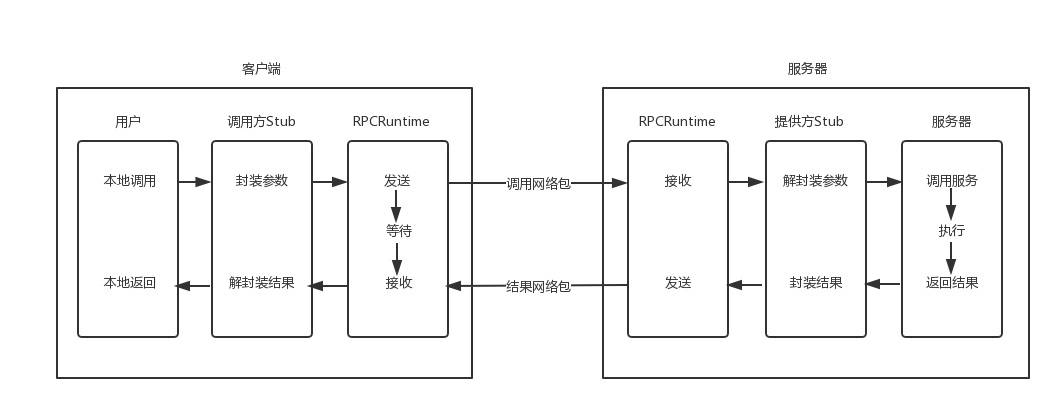 客户端
服务器
用户
调用方Stub
RPCRuntime
RPCRuntime
提供方Stub
服务器
本地调用
封装参数
发送
调用网络包
接收
解封装参数
调用服务
等待
执行
本地返回
解封装结果
接收
结果网络包
发送
封装结果
返回结果